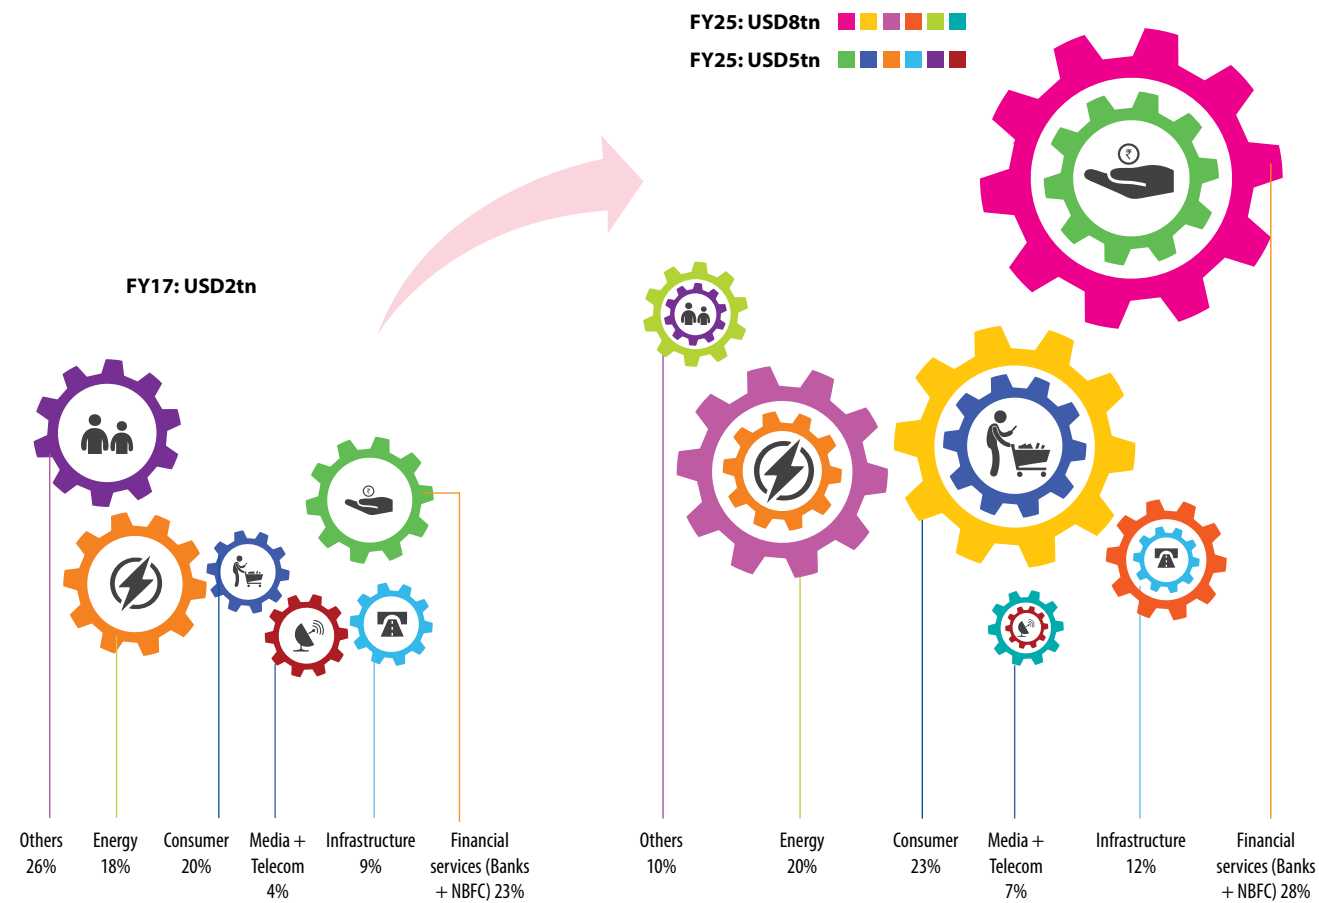 FY25: USD8tn
FY25: USD5tn
₹
FY17: USD2tn
₹
Others
26%
Energy
18%
Consumer
20%
Media +
Telecom
4%
Infrastructure
9%
Financial
services (Banks
+ NBFC) 23%
Others
10%
Energy
20%
Consumer
23%
Media +
Telecom
7%
Infrastructure
12%
Financial
services (Banks
+ NBFC) 28%